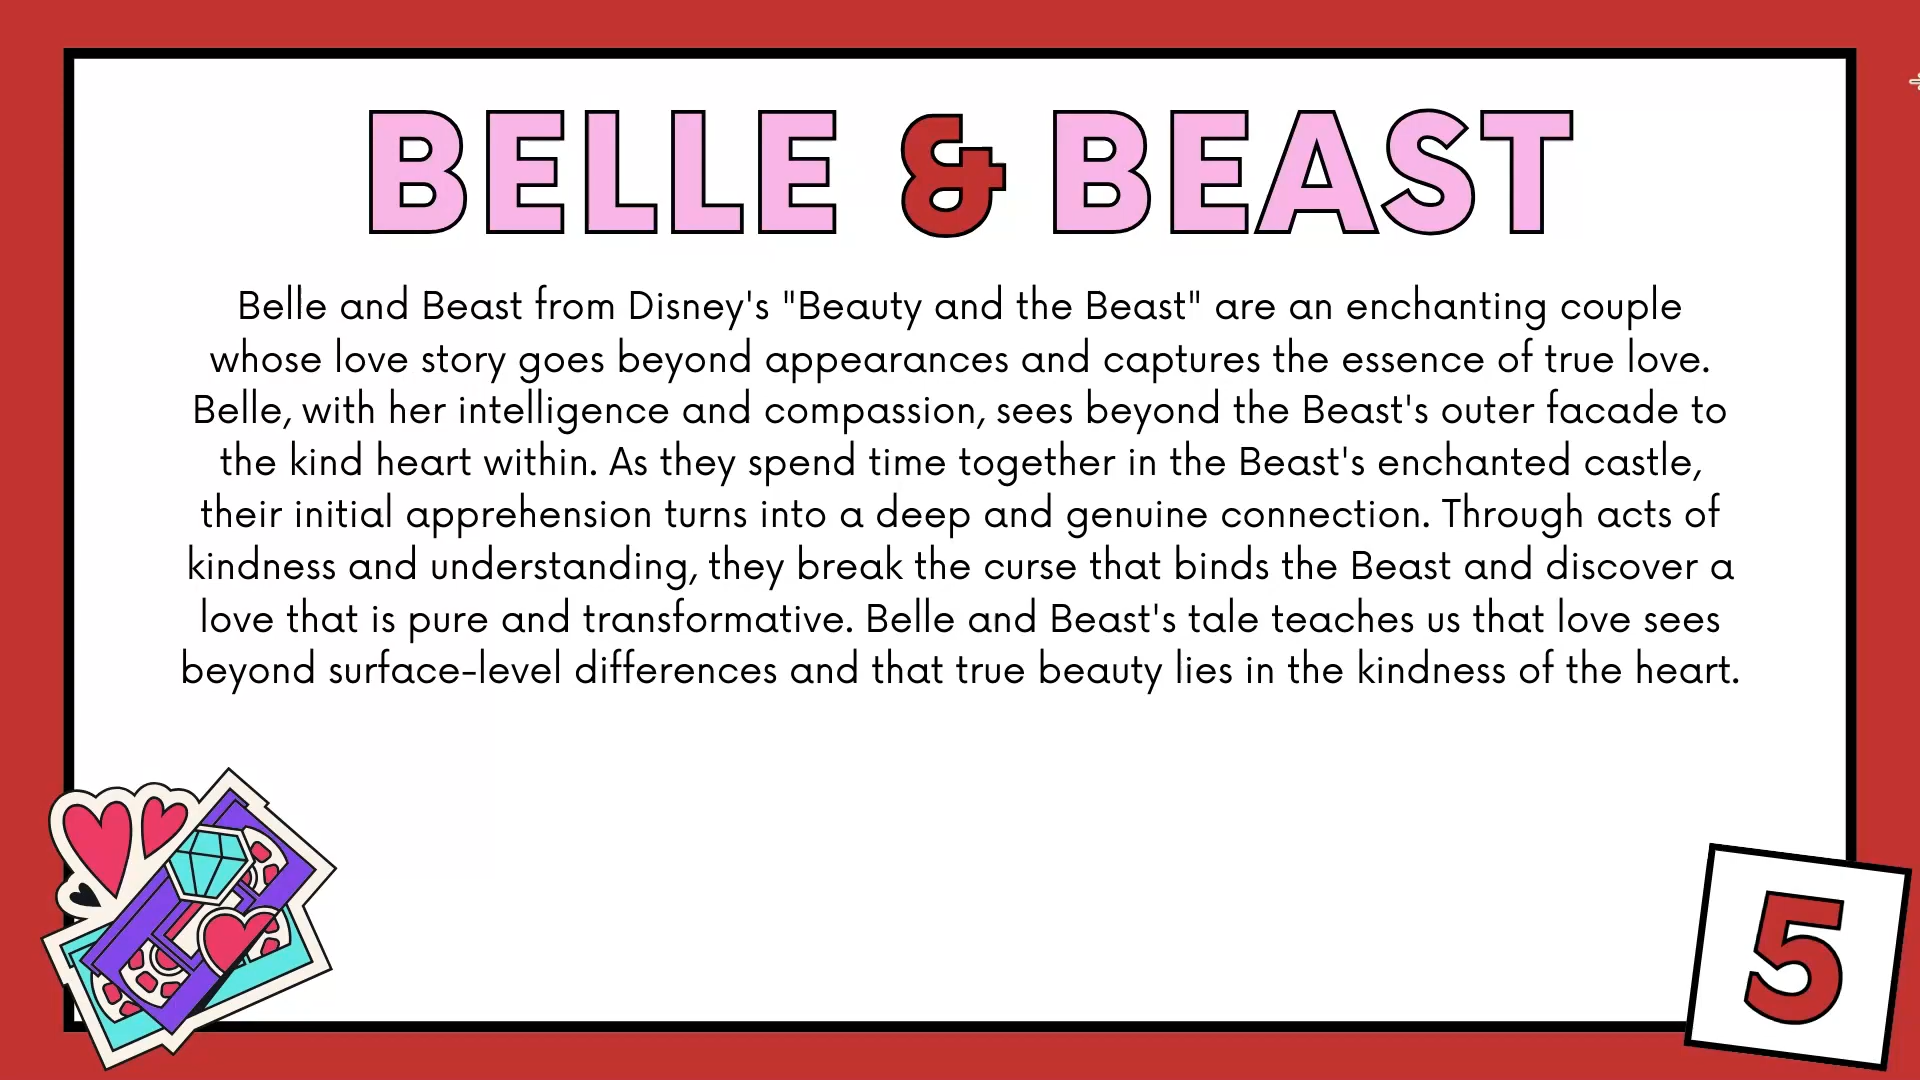 BELLE & BEAST
Belle and Beast from Disney's "Beauty and the Beast" are an enchanting couple
whose love story goes beyond appearances and captures the essence of true love.
Belle, with her intelligence and compassion, sees beyond the Beast's outer facade to
the kind heart within. As they spend time together in the Beast's enchanted castle,
their initial apprehension turns into a deep and genuine connection. Through acts of
kindness and understanding, they break the curse that binds the Beast and discover a
love that is pure and transformative. Belle and Beast's tale teaches us that love sees
beyond surface-level differences and that true beauty lies in the kindness of the heart.
5